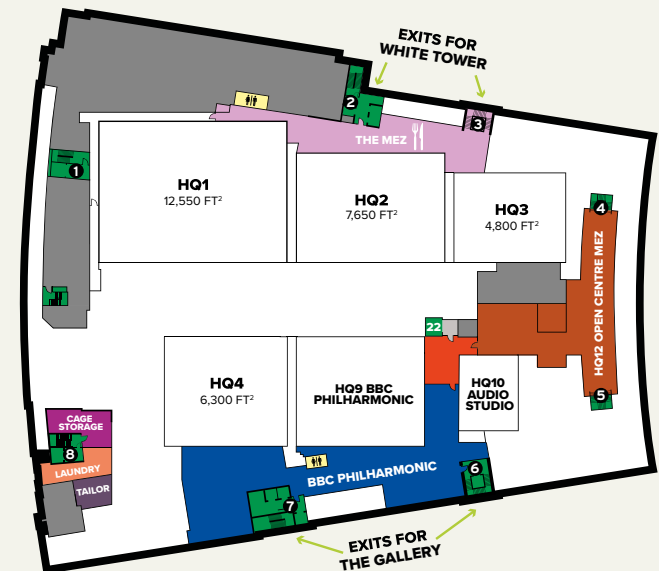 EXITS FOR
WHITE TOWER
2
3
THE MEZ
1
HQ1
12,550 FT²
HQ2
7,650 FT²
HQ3
4,800 FT²
4
HQ12 OPEN CENTRE MEZ
22
HQ4
6,300 FT²
HQ9 BBC
PHILHARMONIC
HQ10
AUDIO
STUDIO
5
CAGE
STORAGE
8
LAUNDRY
TAILOR
BBC PHILHARMONIC
6
7
EXITS FOR
THE GALLERY